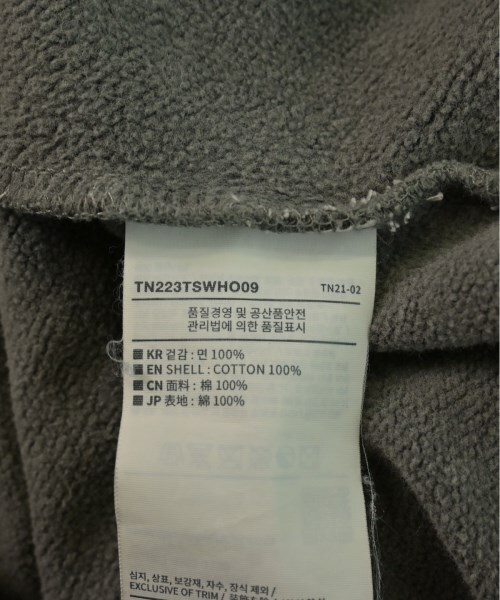 TN223TSWHO09 TN21-02
품질경영 및 공산품안전
관리법에 의한 품질표시
KR 겉감 : 면 100%
EN SHELL : COTTON 100%
CN 面料 : 棉 100%
JP 表地 : 綿 100%
심지, 상표, 보강재, 자수, 장식 제외 /
EXCLUSIVE OF TRIM /